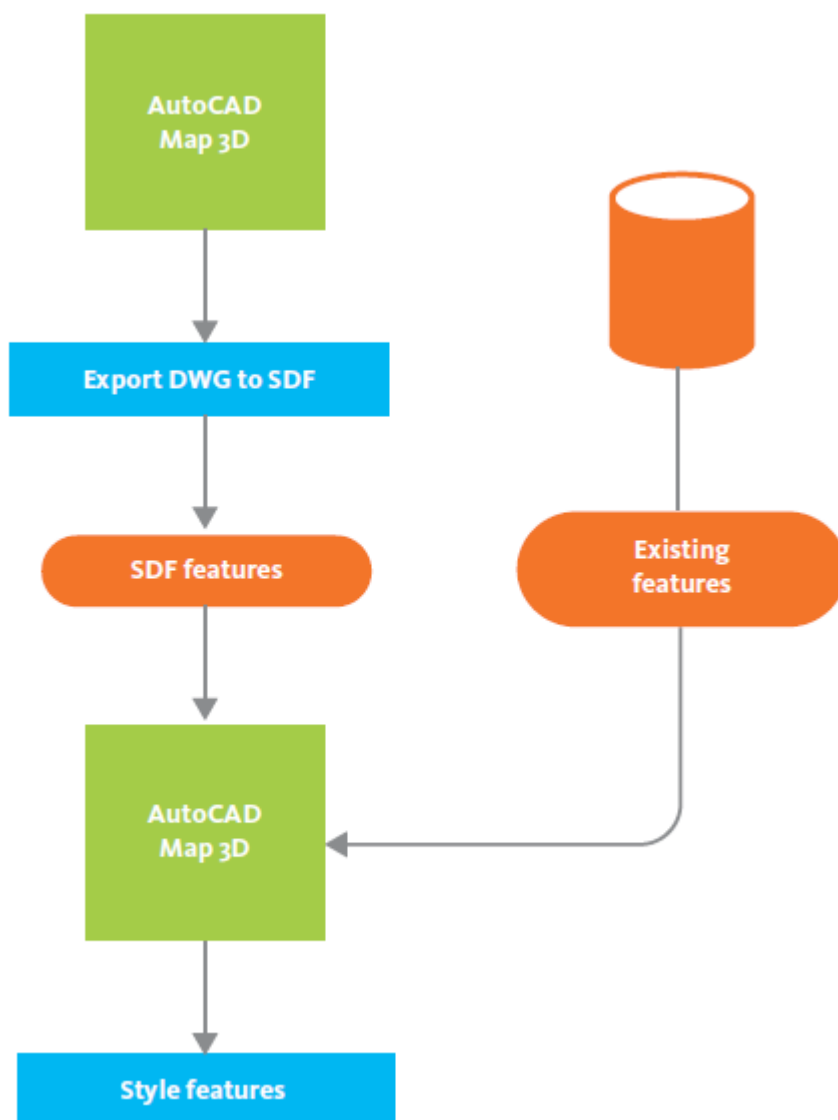 AutoCAD
Map 3D
Export DWG to SDF
SDF features
Existing
features
AutoCAD
Map 3D
Style features